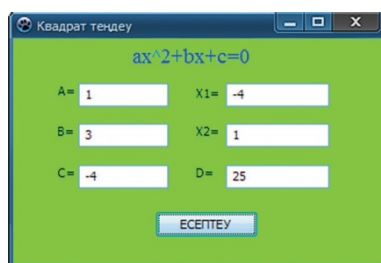 Квадрат теңдеу
ax^2+bx+c=0
A= 1 X1= -4
B= 3 X2= 1
C= -4 D= 25
ЕСЕПТЕУ